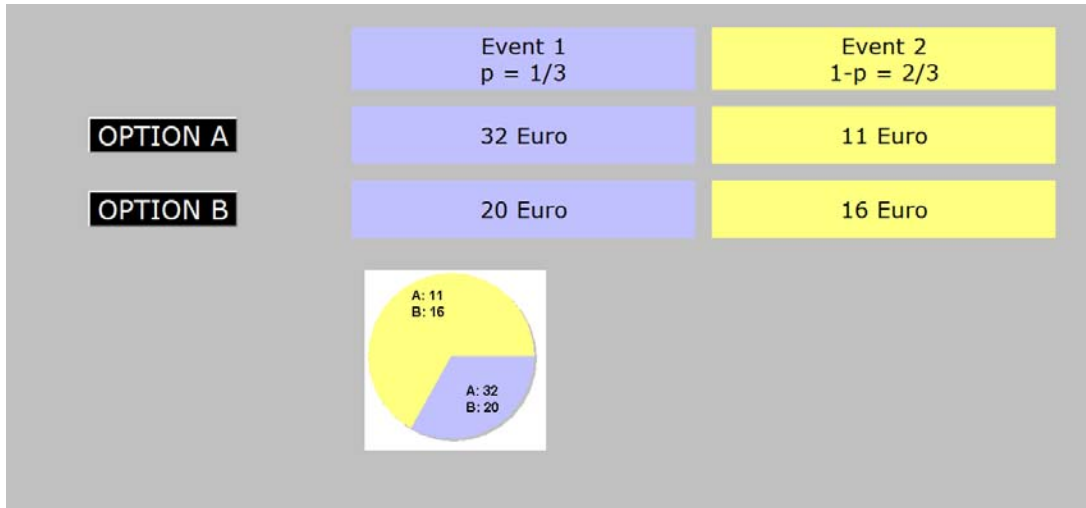 Event 1
p = 1/3
Event 2
1-p = 2/3
OPTION A
32 Euro
11 Euro
OPTION B
20 Euro
16 Euro
A: 11
B: 16
A: 32
B: 20